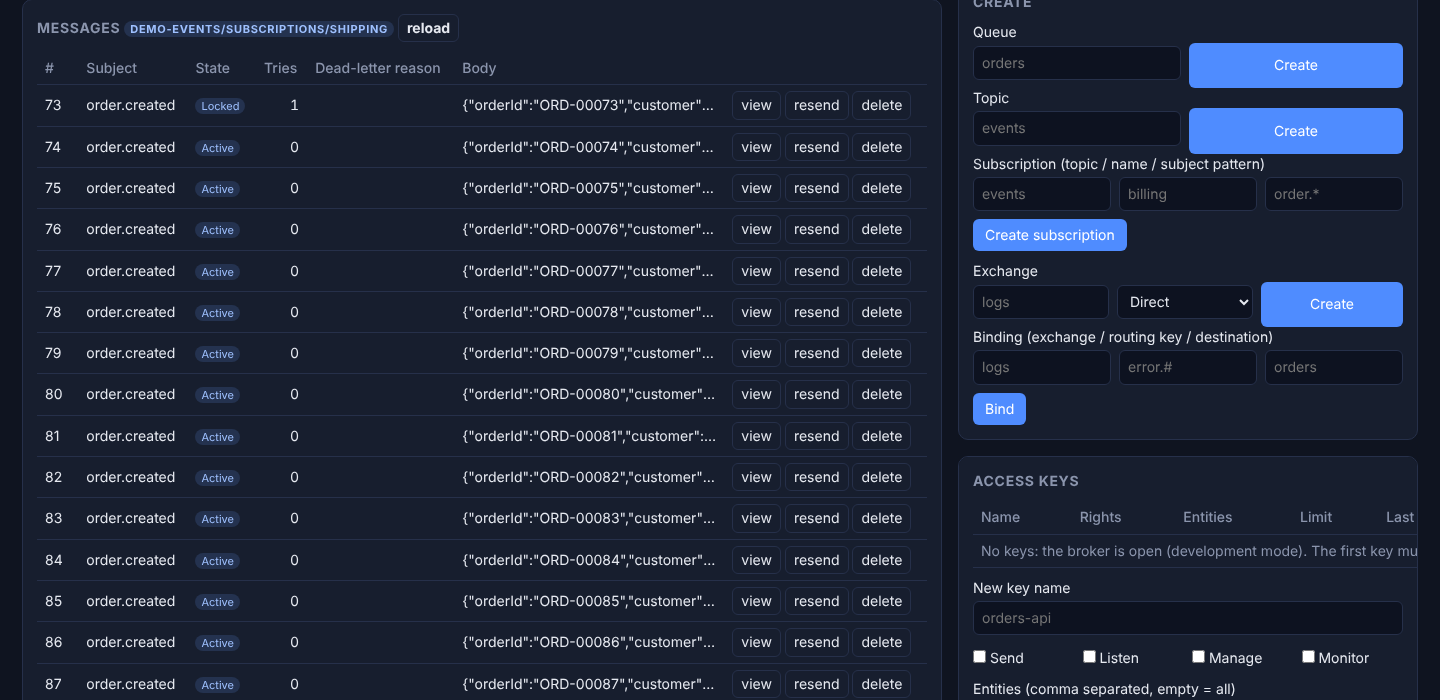 MESSAGES DEMO-EVENTS/SUBSCRIPTIONS/SHIPPING reload
# Subject State Tries Dead-letter reason Body
73 order.created Locked 1 {"orderId":"ORD-00073","customer"... view resend delete
74 order.created Active 0 {"orderId":"ORD-00074","customer"... view resend delete
75 order.created Active 0 {"orderId":"ORD-00075","customer"... view resend delete
76 order.created Active 0 {"orderId":"ORD-00076","customer"... view resend delete
77 order.created Active 0 {"orderId":"ORD-00077","customer"... view resend delete
78 order.created Active 0 {"orderId":"ORD-00078","customer"... view resend delete
79 order.created Active 0 {"orderId":"ORD-00079","customer"... view resend delete
80 order.created Active 0 {"orderId":"ORD-00080","customer"... view resend delete
81 order.created Active 0 {"orderId":"ORD-00081","customer":... view resend delete
82 order.created Active 0 {"orderId":"ORD-00082","customer"... view resend delete
83 order.created Active 0 {"orderId":"ORD-00083","customer"... view resend delete
84 order.created Active 0 {"orderId":"ORD-00084","customer"... view resend delete
85 order.created Active 0 {"orderId":"ORD-00085","customer"... view resend delete
86 order.created Active 0 {"orderId":"ORD-00086","customer"... view resend delete
87 order.created Active 0 {"orderId":"ORD-00087","customer"... view resend delete
CREATE
Queue
orders Create
Topic
events Create
Subscription (topic / name / subject pattern)
events billing order.*
Create subscription
Exchange
logs Direct Create
Binding (exchange / routing key / destination)
logs error.# orders
Bind
ACCESS KEYS
Name Rights Entities Limit Last
No keys: the broker is open (development mode). The first key mu
New key name
orders-api
Send Listen Manage Monitor
Entities (comma separated, empty = all)